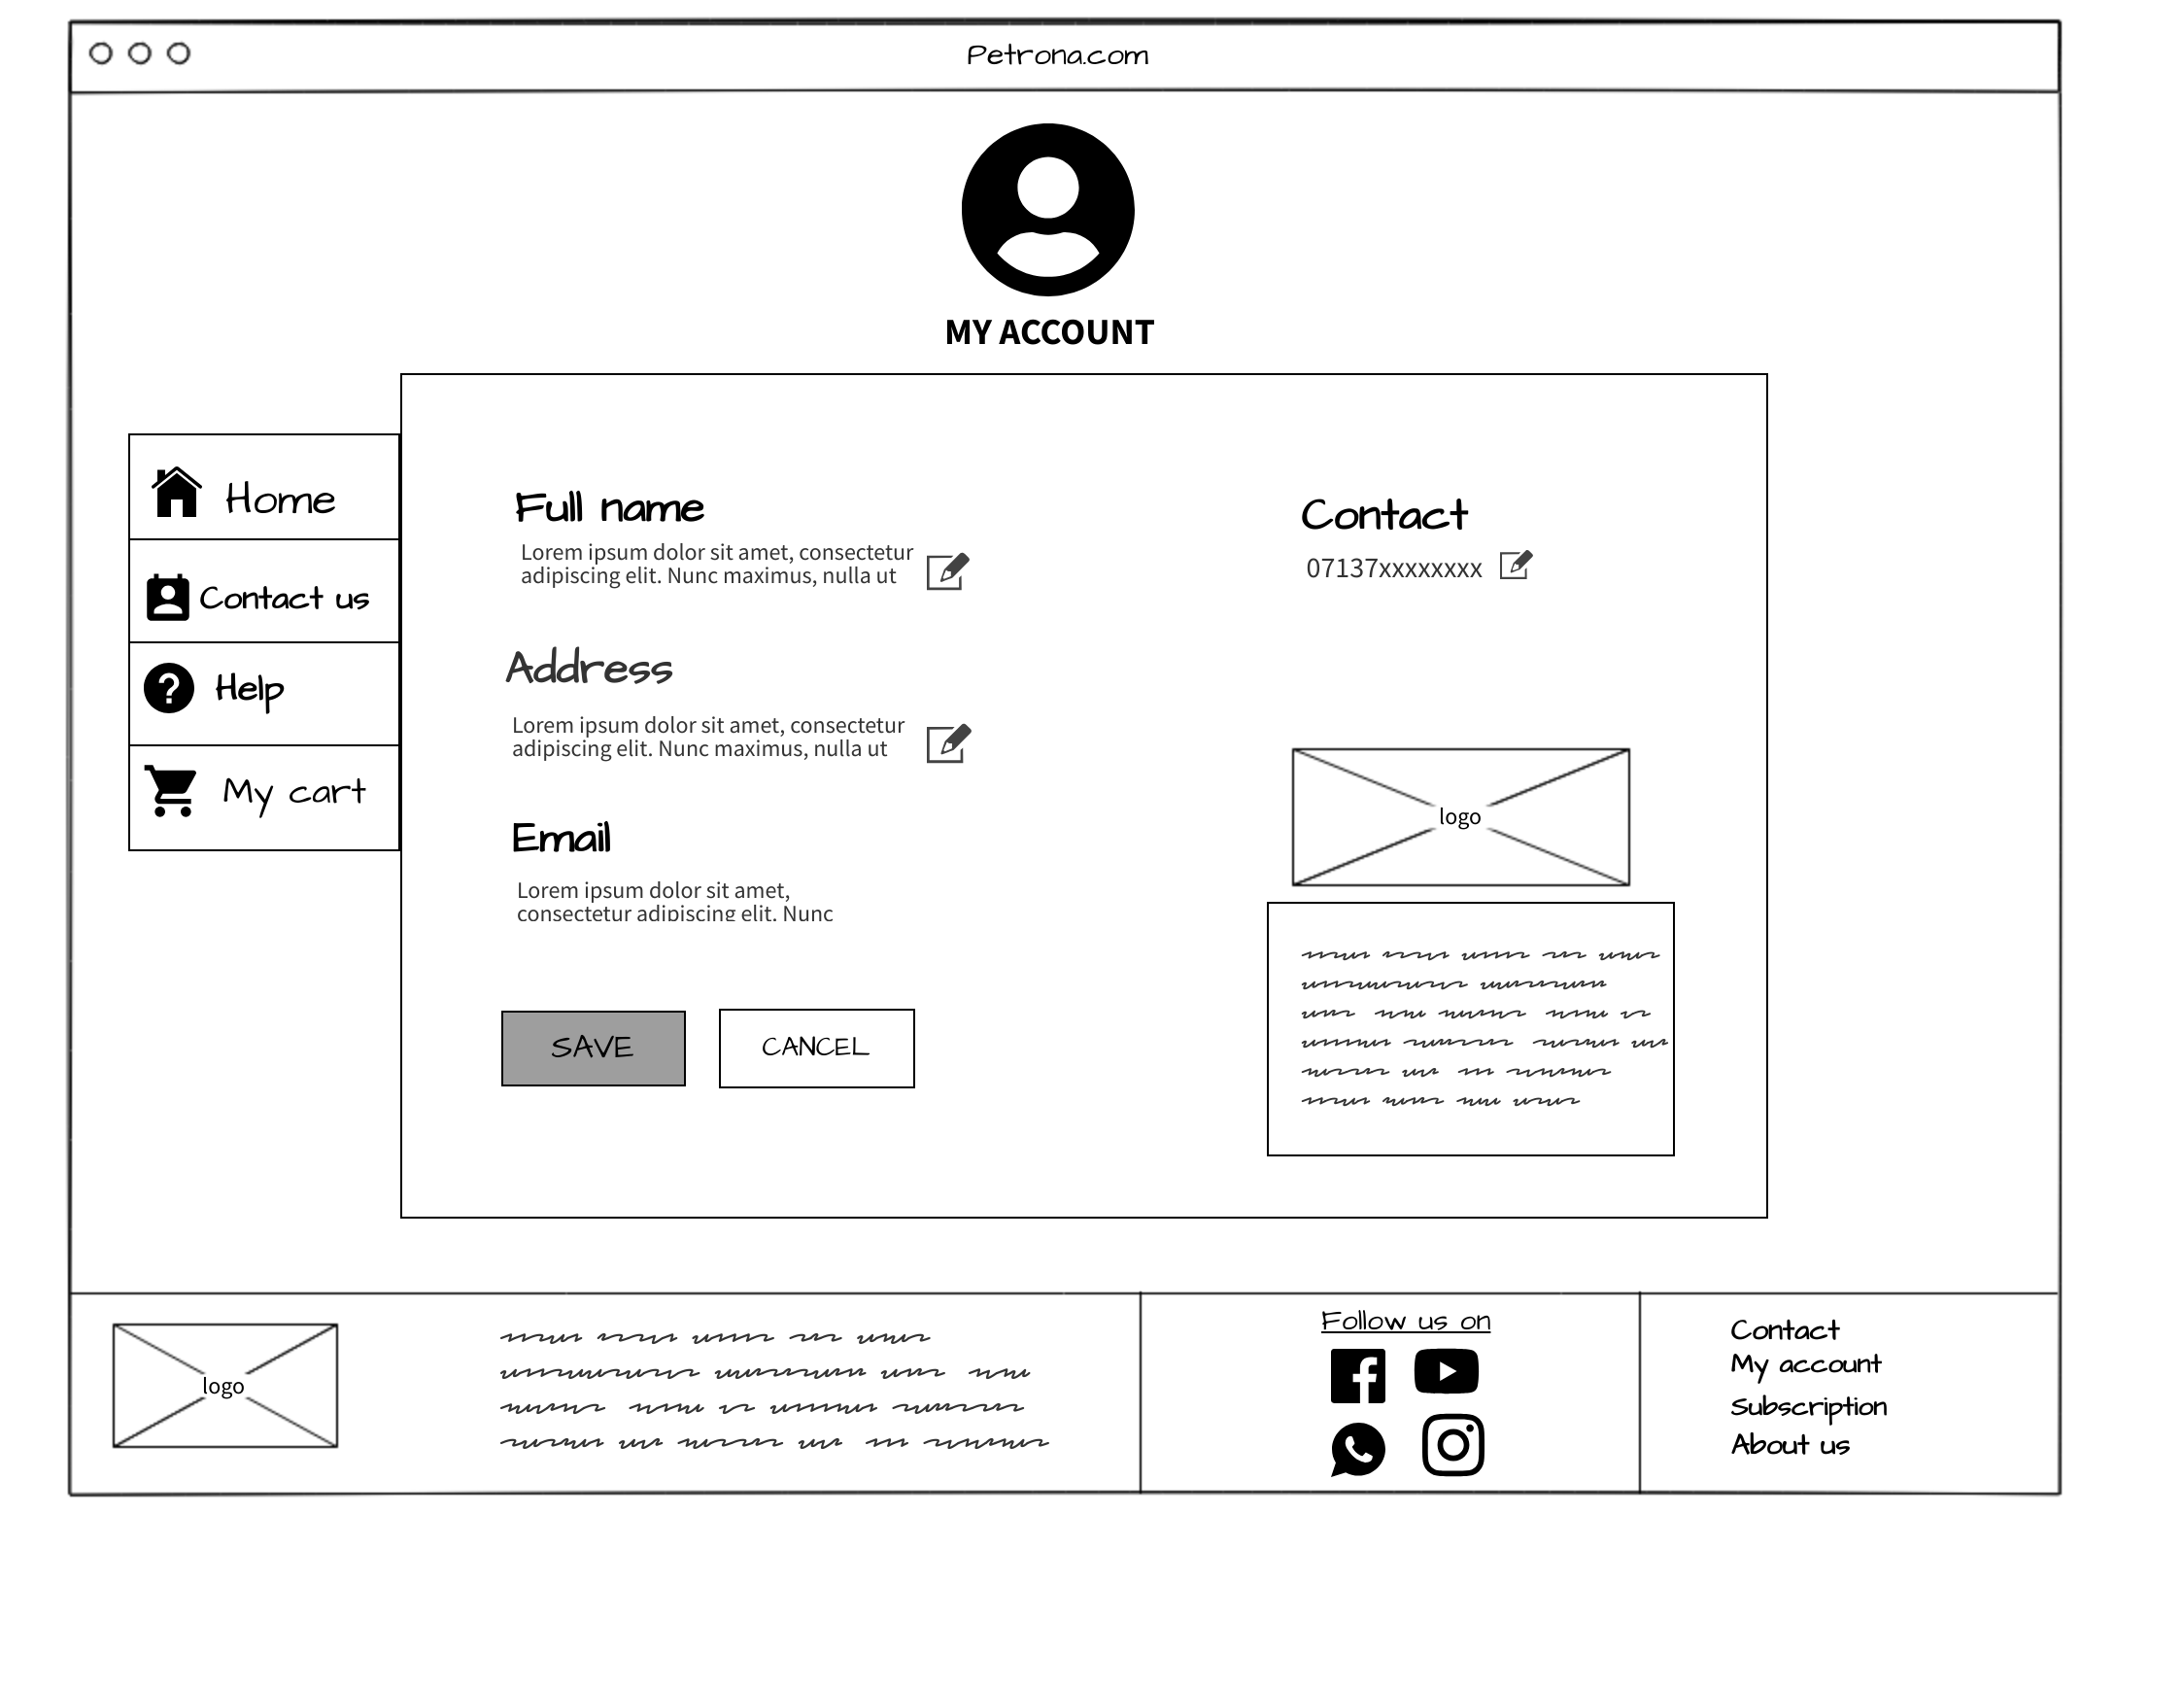 Petrona.com
MY ACCOUNT
Home
Contact us
Help
My cart
Full name
Lorem ipsum dolor sit amet, consectetur
adipiscing elit. Nunc maximus, nulla ut
Address
Lorem ipsum dolor sit amet, consectetur
adipiscing elit. Nunc maximus, nulla ut
Email
Lorem ipsum dolor sit amet,
consectetur adipiscing elit. Nunc
SAVE
CANCEL
Contact
07137xxxxxxxx
logo
logo
Follow us on
Contact
My account
Subscription
About us